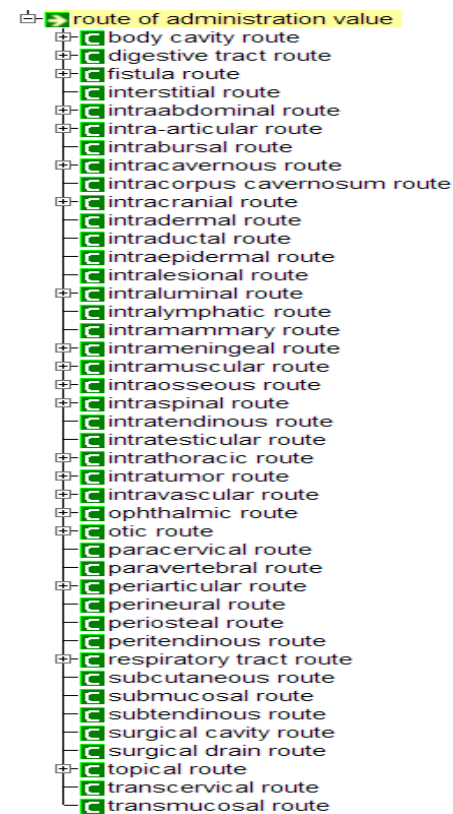 route of administration value
body cavity route
digestive tract route
fistula route
interstitial route
intraabdominal route
intra-articular route
intrabursal route
intracavernous route
intracorpus cavernosum route
intracranial route
intradermal route
intraductal route
intraepidermal route
intralesional route
intraluminal route
intralymphatic route
intramammary route
intrameningeal route
intramuscular route
intraosseous route
intraspinal route
intratendinous route
intratesticular route
intrathoracic route
intratumor route
intravascular route
ophthalmic route
otic route
paracervical route
paravertebral route
periarticular route
perineural route
periosteal route
peritendinous route
respiratory tract route
subcutaneous route
submucosal route
subtendinous route
surgical cavity route
surgical drain route
topical route
transcervical route
transmucosal route